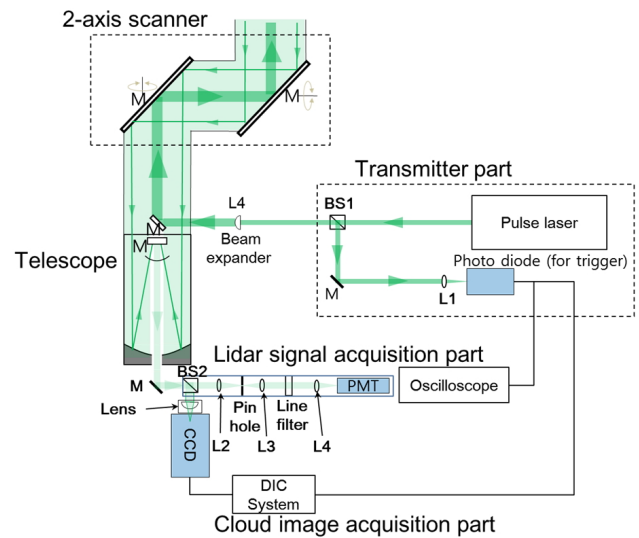 2-axis scanner
M
M
Transmitter part
L4
BS1
Pulse laser
M
Beam
expander
M
Photo diode (for trigger)
Telescope
M
L1
Lidar signal acquisition part
M
BS2
PMT
Oscilloscope
Lens
L2
Pin
hole
L3
Line
filter
L4
CCD
DIC
System
Cloud image acquisition part